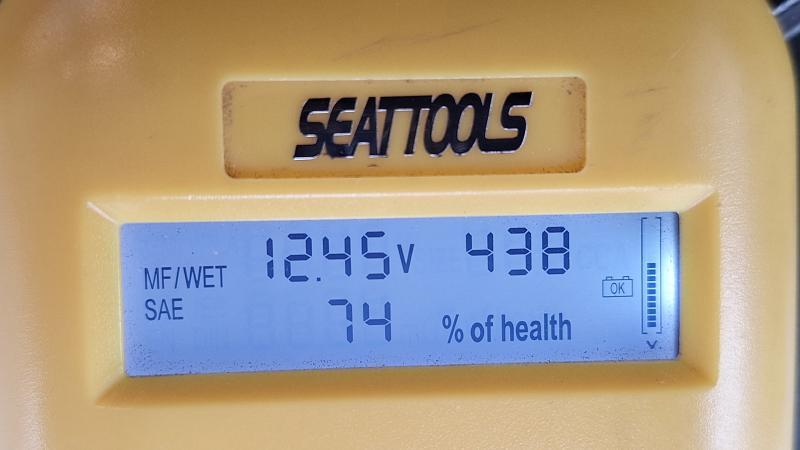 SEATTOOLS
MF/WET 12.45V 438
OK
SAE 74 % of health